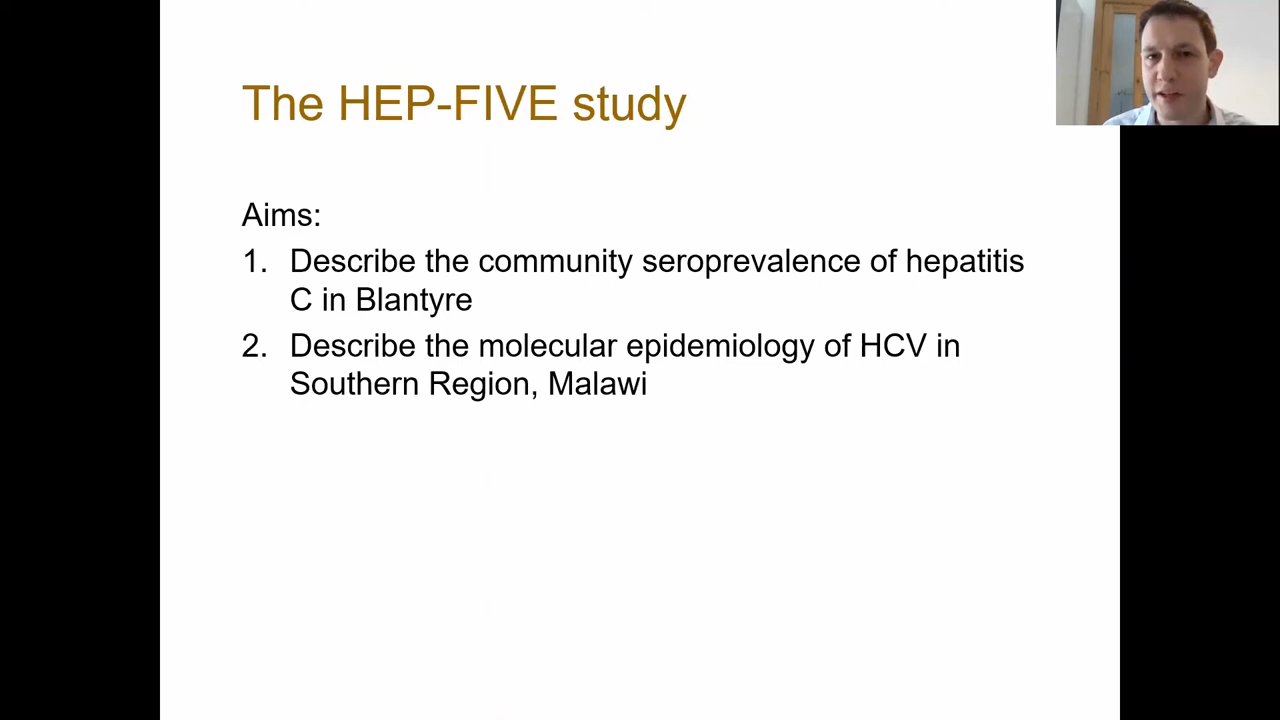 The HEP-FIVE study
Aims:
1. Describe the community seroprevalence of hepatitis
C in Blantyre
2. Describe the molecular epidemiology of HCV in
Southern Region, Malawi